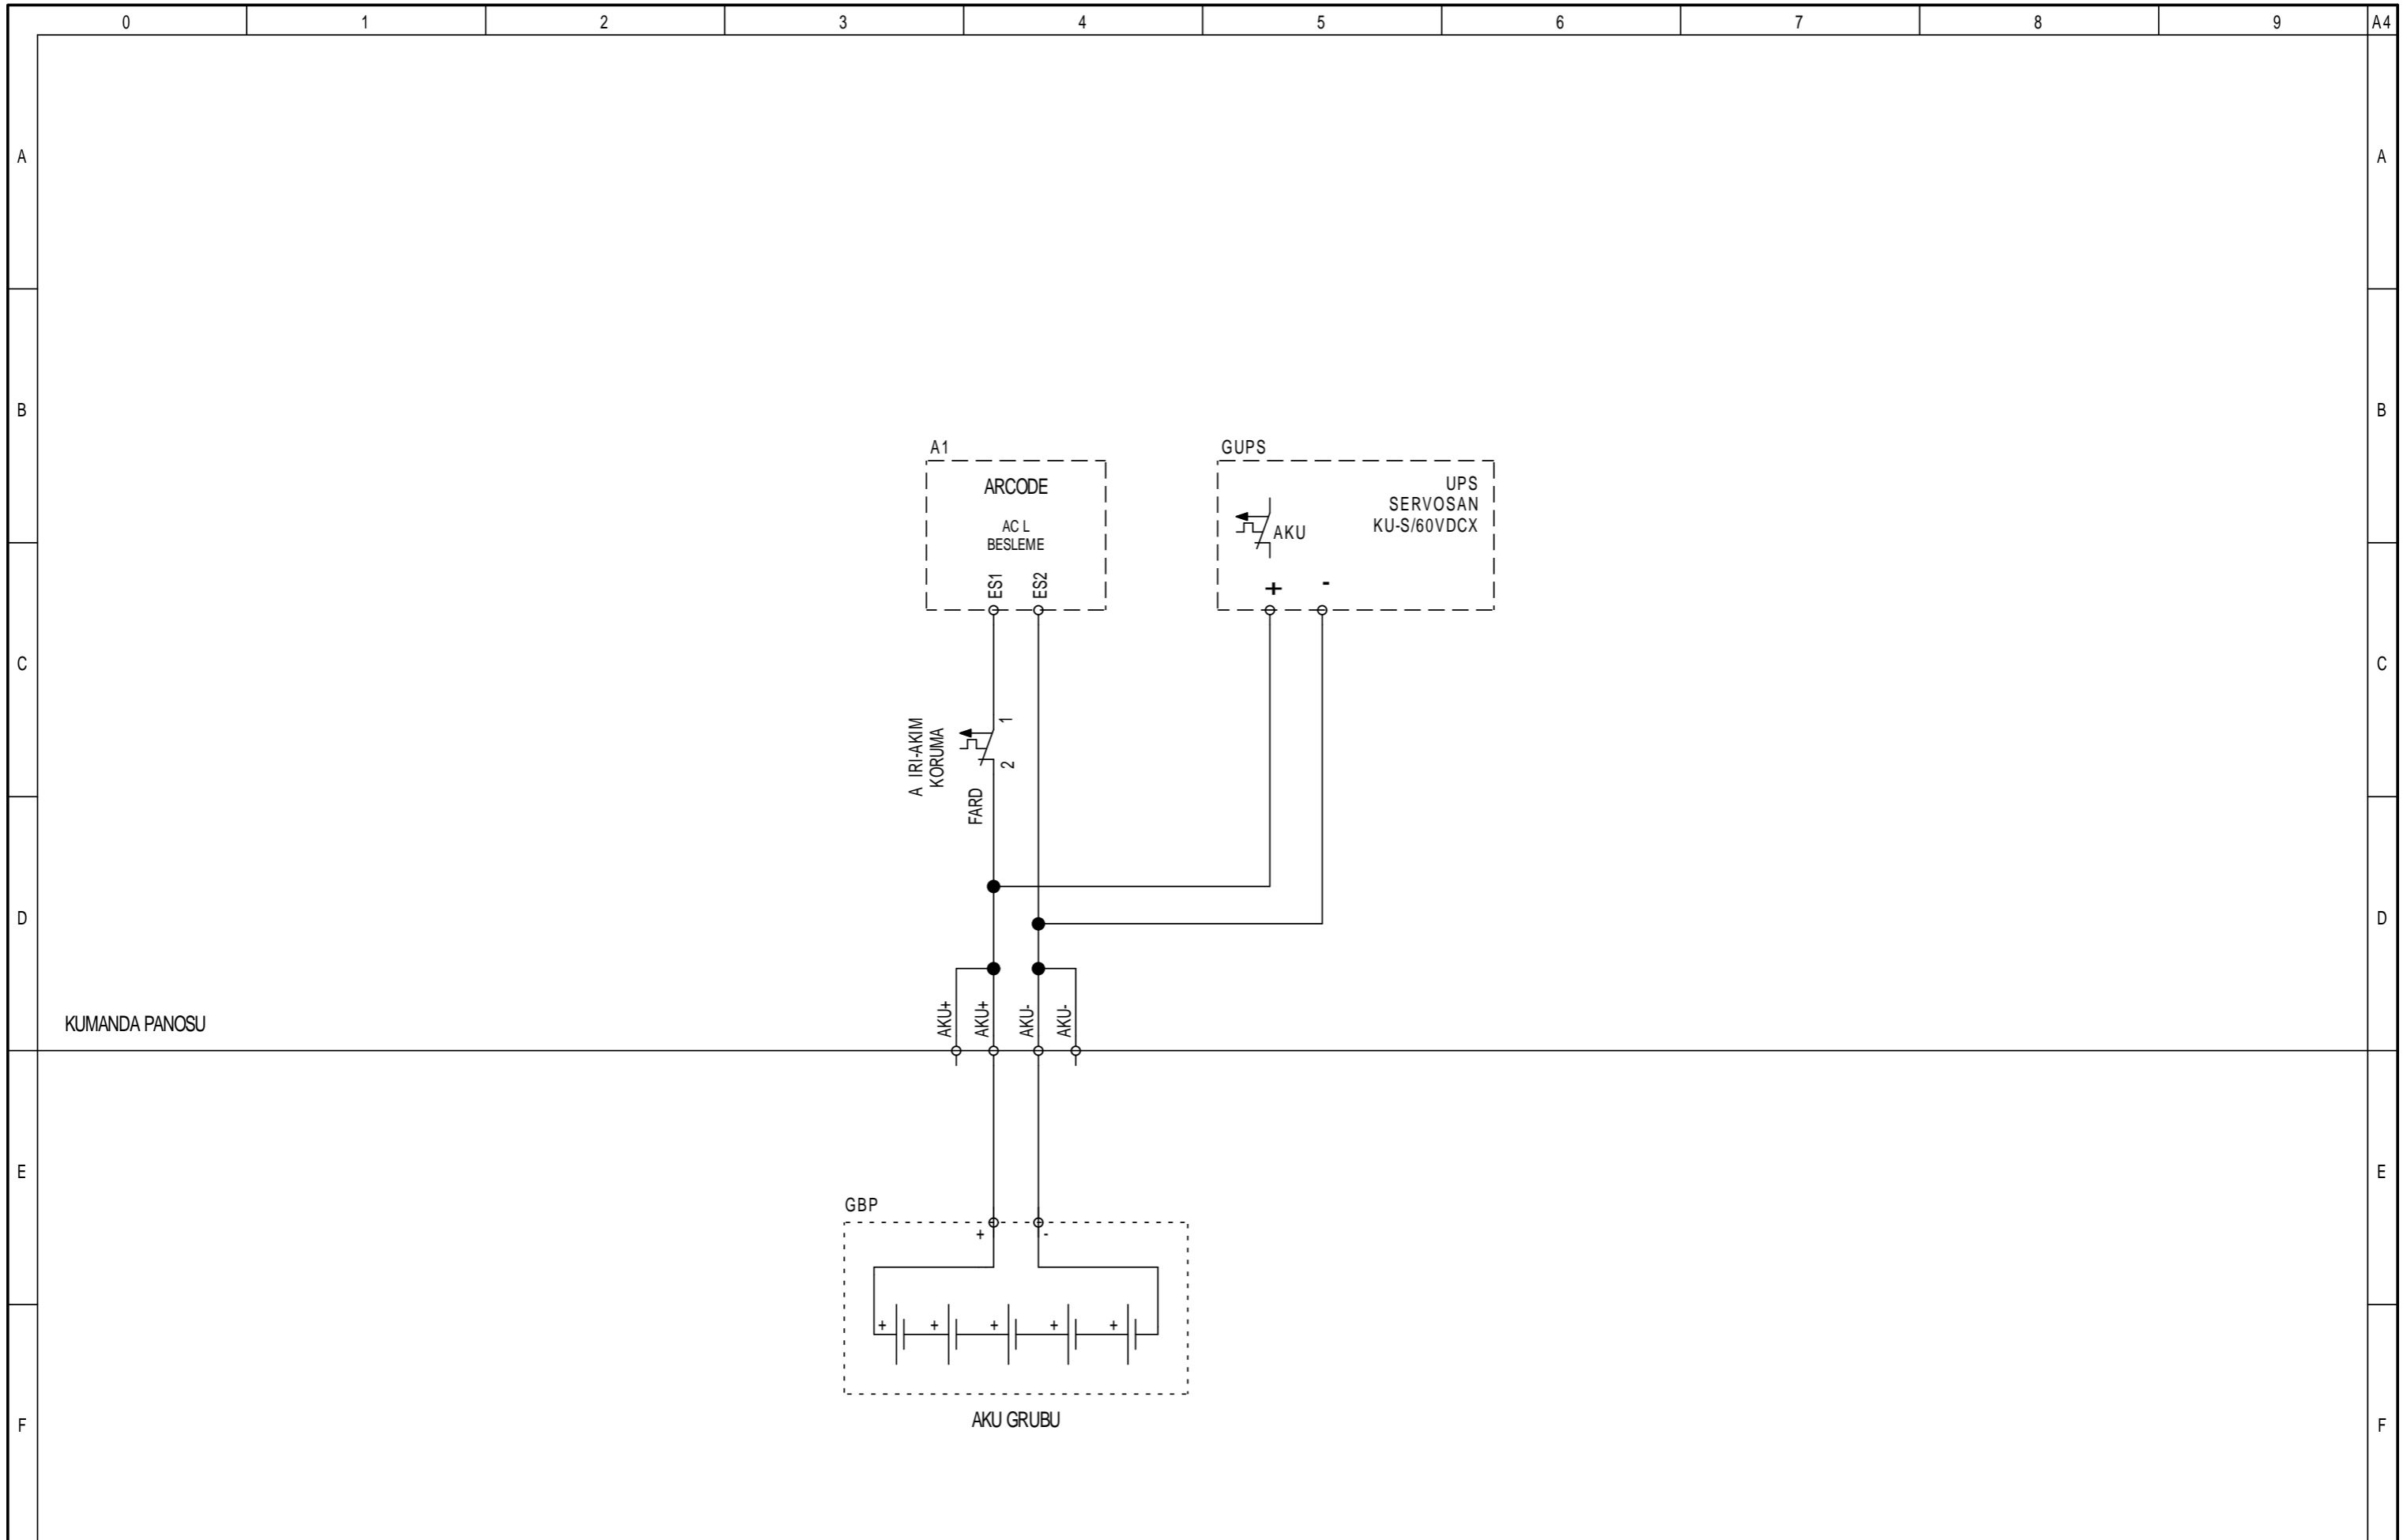 0 1 2 3 4 5 6 7 8 9 A4
A A
B B
A1 GUPS
ARCODE
AC L
BESLEME
ES1 ES2
UPS
SERVOSAN
KU-S/60VDCX
AKU
+ -
C C
A IRI-AKIM
KORUMA
1
2
FARD
D D
AKU+ AKU+ AKU- AKU-
KUMANDA PANOSU
E E
GBP
+ -
+ + + + +
AKU GRUBU
F F